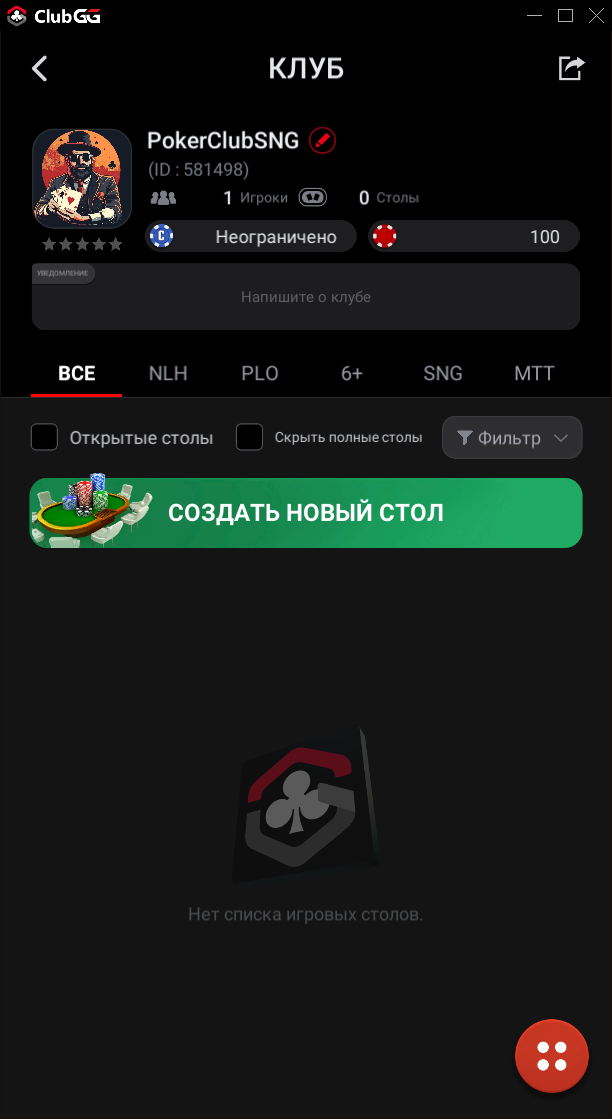 ClubGG
КЛУБ
PokerClubSNG
(ID : 581498)
1 Игроки 0 Столы
Неограничено 100
УВЕДОМЛЕНИЕ
Напишите о клубе
ВСЕ NLH PLO 6+ SNG MTT
Открытые столы Скрыть полные столы Фильтр
СОЗДАТЬ НОВЫЙ СТОЛ
Нет списка игровых столов.